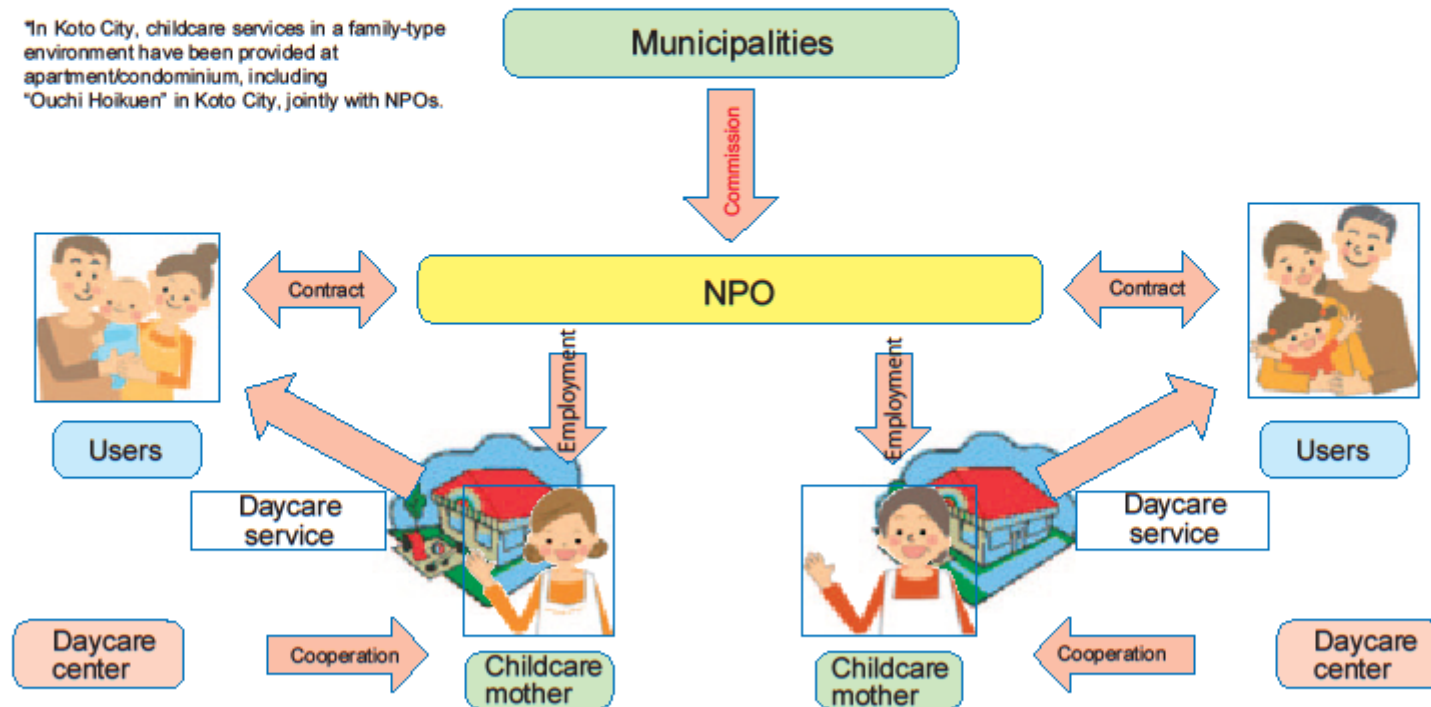 "In Koto City, childcare services in a family-type
environment have been provided at
apartment/condominium, including
"Ouchi Hoikuen" in Koto City, jointly with NPOs.
Municipalities
Commission
Contract
NPO
Contract
Employment
Employment
Users
Users
Daycare
service
Daycare
service
Daycare
center
Cooperation
Childcare
mother
Childcare
mother
Cooperation
Daycare
center